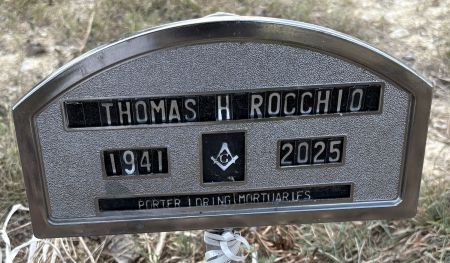 THOMAS H ROCCHIO
1941 G 2025
PORTER LORING MORTUARIES